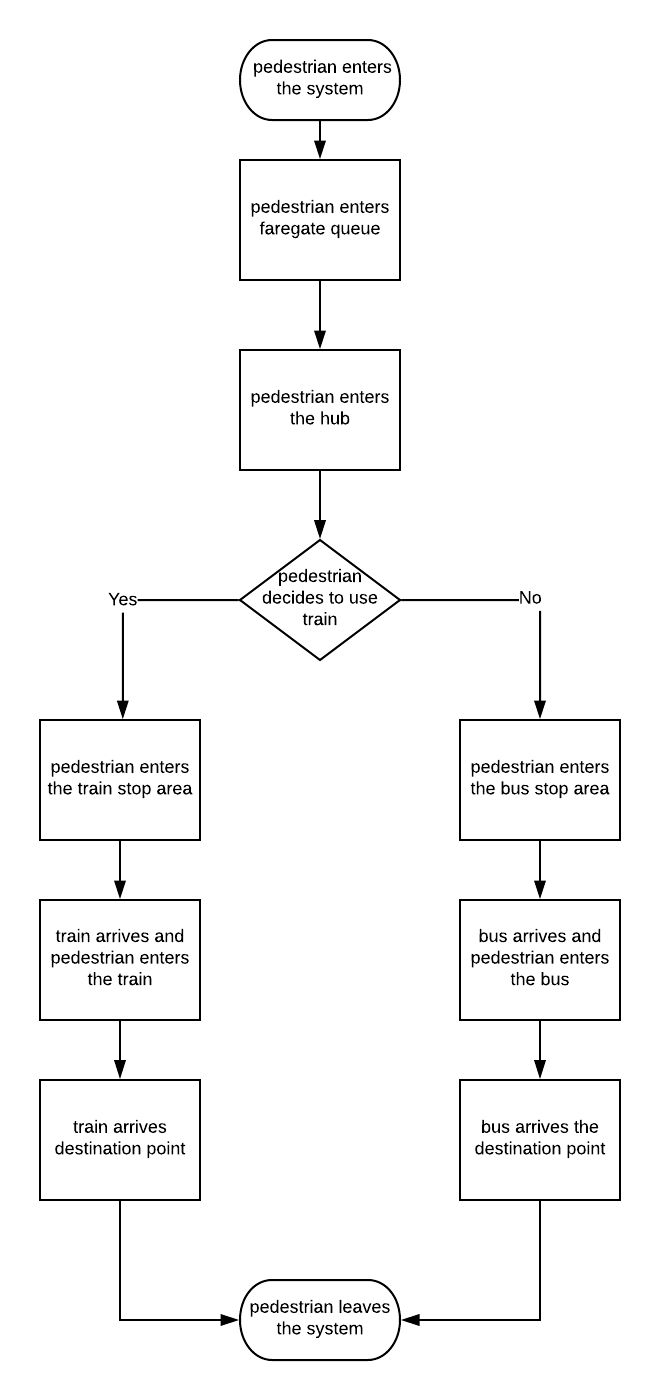 pedestrian enters
the system
pedestrian enters
faregate queue
pedestrian enters
the hub
pedestrian
decides to use
train
Yes
No
pedestrian enters
the train stop area
pedestrian enters
the bus stop area
train arrives and
pedestrian enters
the train
bus arrives and
pedestrian enters
the bus
train arrives
destination point
bus arrives the
destination point
pedestrian leaves
the system